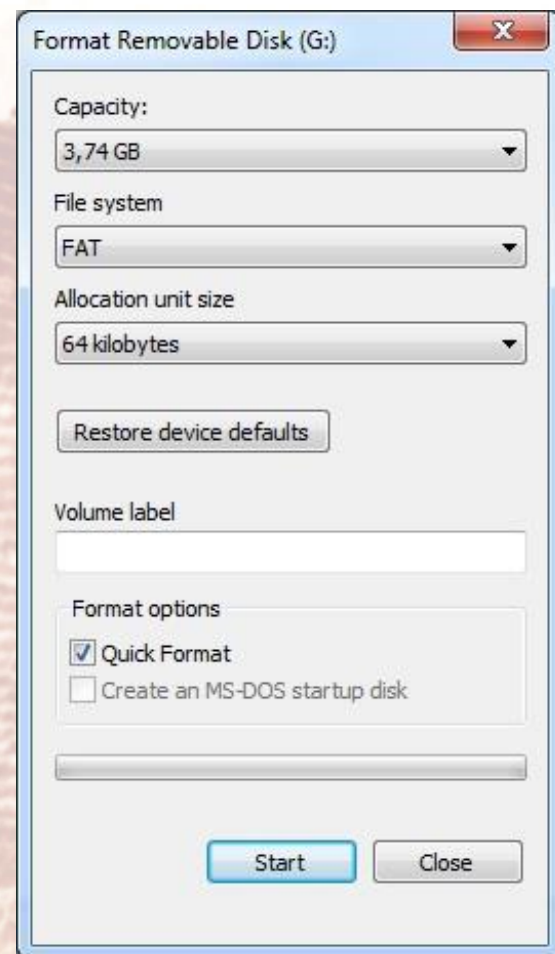 Format Removable Disk (G:)
Capacity:
3,74 GB
File system
FAT
Allocation unit size
64 kilobytes
Restore device defaults
Volume label
Format options
Quick Format
Create an MS-DOS startup disk
Start
Close